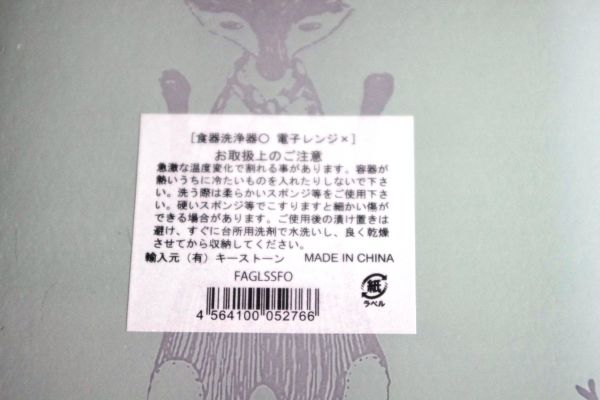 [食器洗浄器○ 電子レンジ×]
お取扱上のご注意
急激な温度変化で割れる事があります。容器が
熱いうちに冷たいものを入れたりしないで下さ
い。洗う際は柔らかいスポンジ等をご使用下さ
い。硬いスポンジ等でこすりますと細かい傷が
できる場合があります。ご使用後の漬け置きは
避け、すぐに台所用洗剤で水洗いし、良く乾燥
させてから収納してください。
輸入元（有）キーストーン MADE IN CHINA
FAGLSSFO
4 564100 052766
紙
ラベル